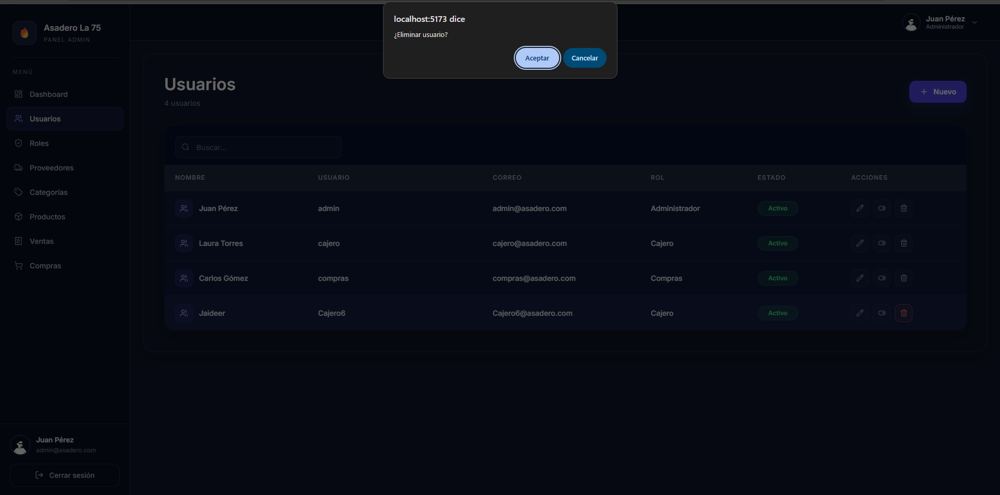 localhost:5173 dice
¿Eliminar usuario?
Aceptar
Cancelar
Asadero La 75
PANEL ADMIN
Juan Pérez
Administrador
MENÚ
Dashboard
Usuarios
Roles
Proveedores
Categorías
Productos
Ventas
Compras
Usuarios
4 usuarios
+ Nuevo
Buscar...
NOMBRE USUARIO CORREO ROL ESTADO ACCIONES
Juan Pérez admin admin@asadero.com Administrador Activo
Laura Torres cajero cajero@asadero.com Cajero Activo
Carlos Gómez compras compras@asadero.com Compras Activo
Jaideer Cajero6 Cajero6@asadero.com Cajero Activo
Juan Pérez
admin@asadero.com
Cerrar sesión